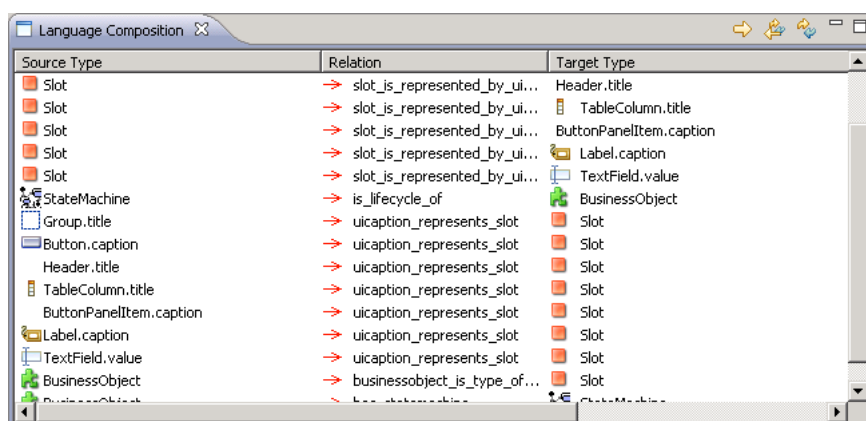 Language Composition
Source Type Relation Target Type
Slot slot_is_represented_by_ui... Header.title
Slot slot_is_represented_by_ui... TableColumn.title
Slot slot_is_represented_by_ui... ButtonPanelItem.caption
Slot slot_is_represented_by_ui... Label.caption
Slot slot_is_represented_by_ui... TextField.value
StateMachine is_lifecycle_of BusinessObject
Group.title uicaption_represents_slot Slot
Button.caption uicaption_represents_slot Slot
Header.title uicaption_represents_slot Slot
TableColumn.title uicaption_represents_slot Slot
ButtonPanelItem.caption uicaption_represents_slot Slot
Label.caption uicaption_represents_slot Slot
TextField.value uicaption_represents_slot Slot
BusinessObject businessobject_is_type_of... Slot
BusinessObject has_statemachine StateMachine